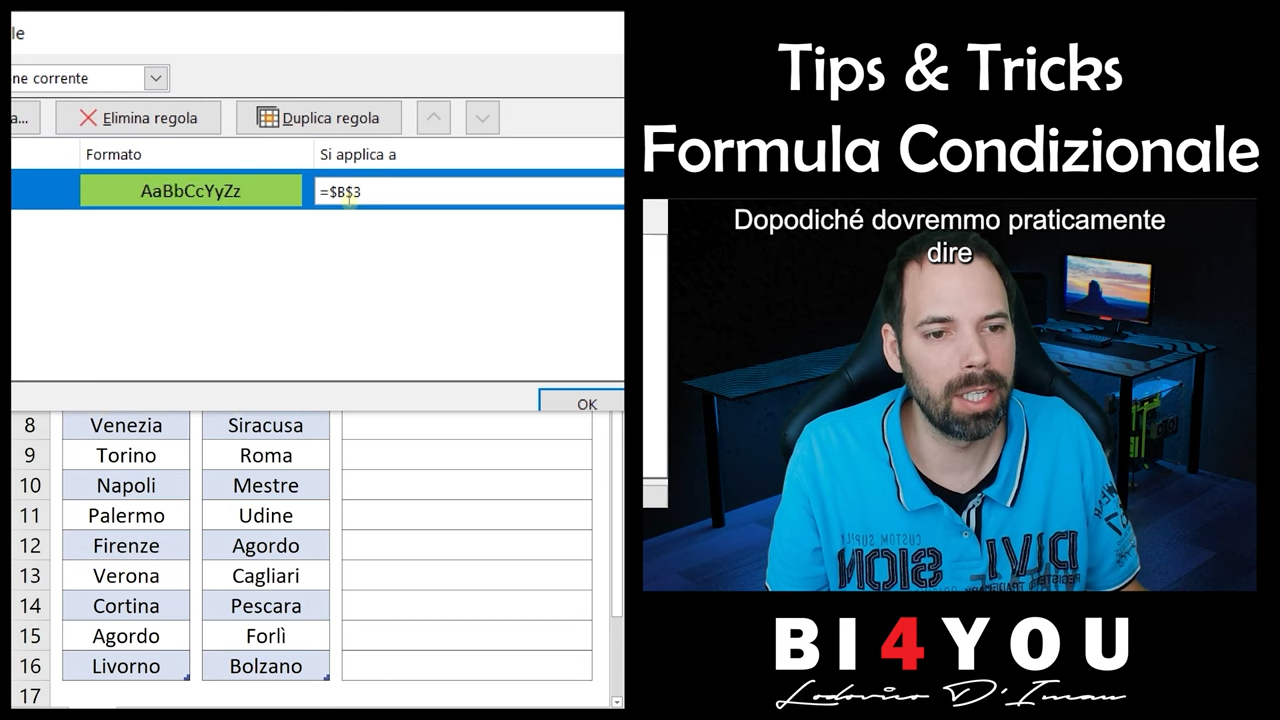 le
ne corrente
a...
Elimina regola
Duplica regola
Formato
Si applica a
AaBbCcYyZz
=$B$3
OK
8 Venezia Siracusa
9 Torino Roma
10 Napoli Mestre
11 Palermo Udine
12 Firenze Agordo
13 Verona Cagliari
14 Cortina Pescara
15 Agordo Forlì
16 Livorno Bolzano
17
Tips & Tricks
Formula Condizionale
Dopodiché dovremmo praticamente
dire
BI4YOU
Lodovico D'Incau